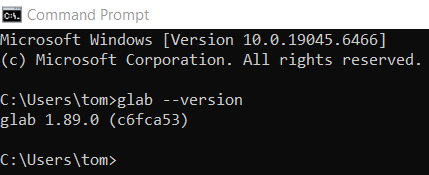 Command Prompt
Microsoft Windows [Version 10.0.19045.6466]
(c) Microsoft Corporation. All rights reserved.
C:\Users\tom>glab --version
glab 1.89.0 (c6fca53)
C:\Users\tom>